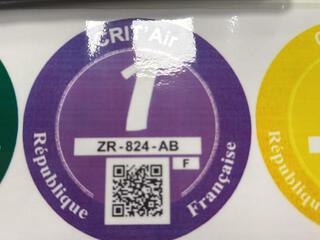 CRIT'Air
1
ZR-824-AB
F
République
Française